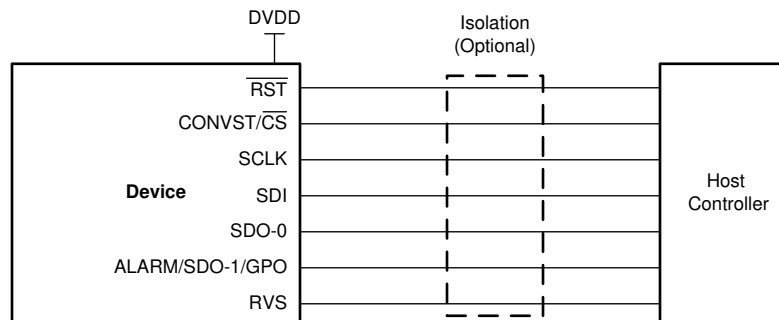 DVDD
Isolation
(Optional)
RST
CONVST/CS
SCLK
Device
SDI
SDO-0
ALARM/SDO-1/GPO
RVS
Host
Controller